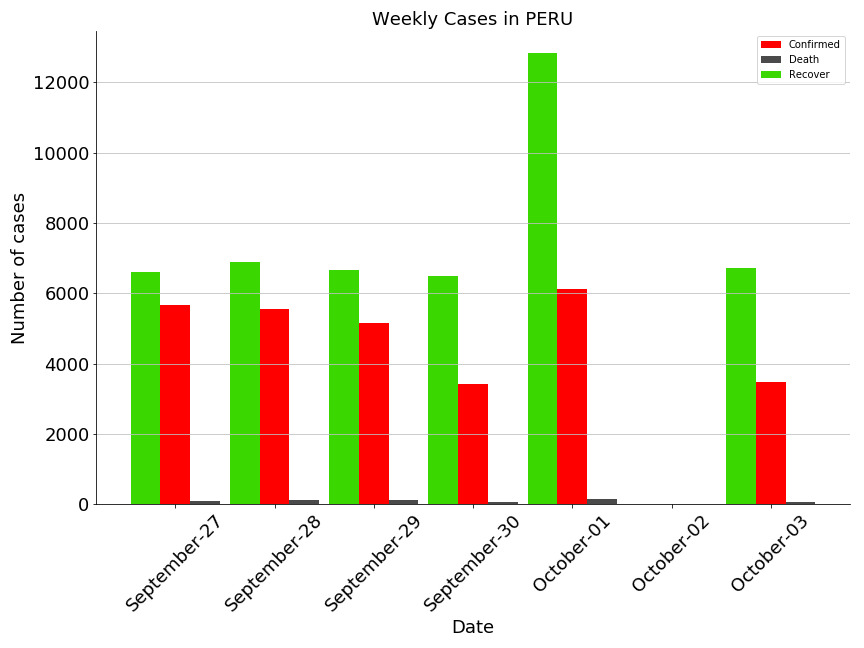 Weekly Cases in PERU
Confirmed
Death
Recover
Number of cases
12000
10000
8000
6000
4000
2000
0
September-27
September-28
September-29
September-30
October-01
October-02
October-03
Date